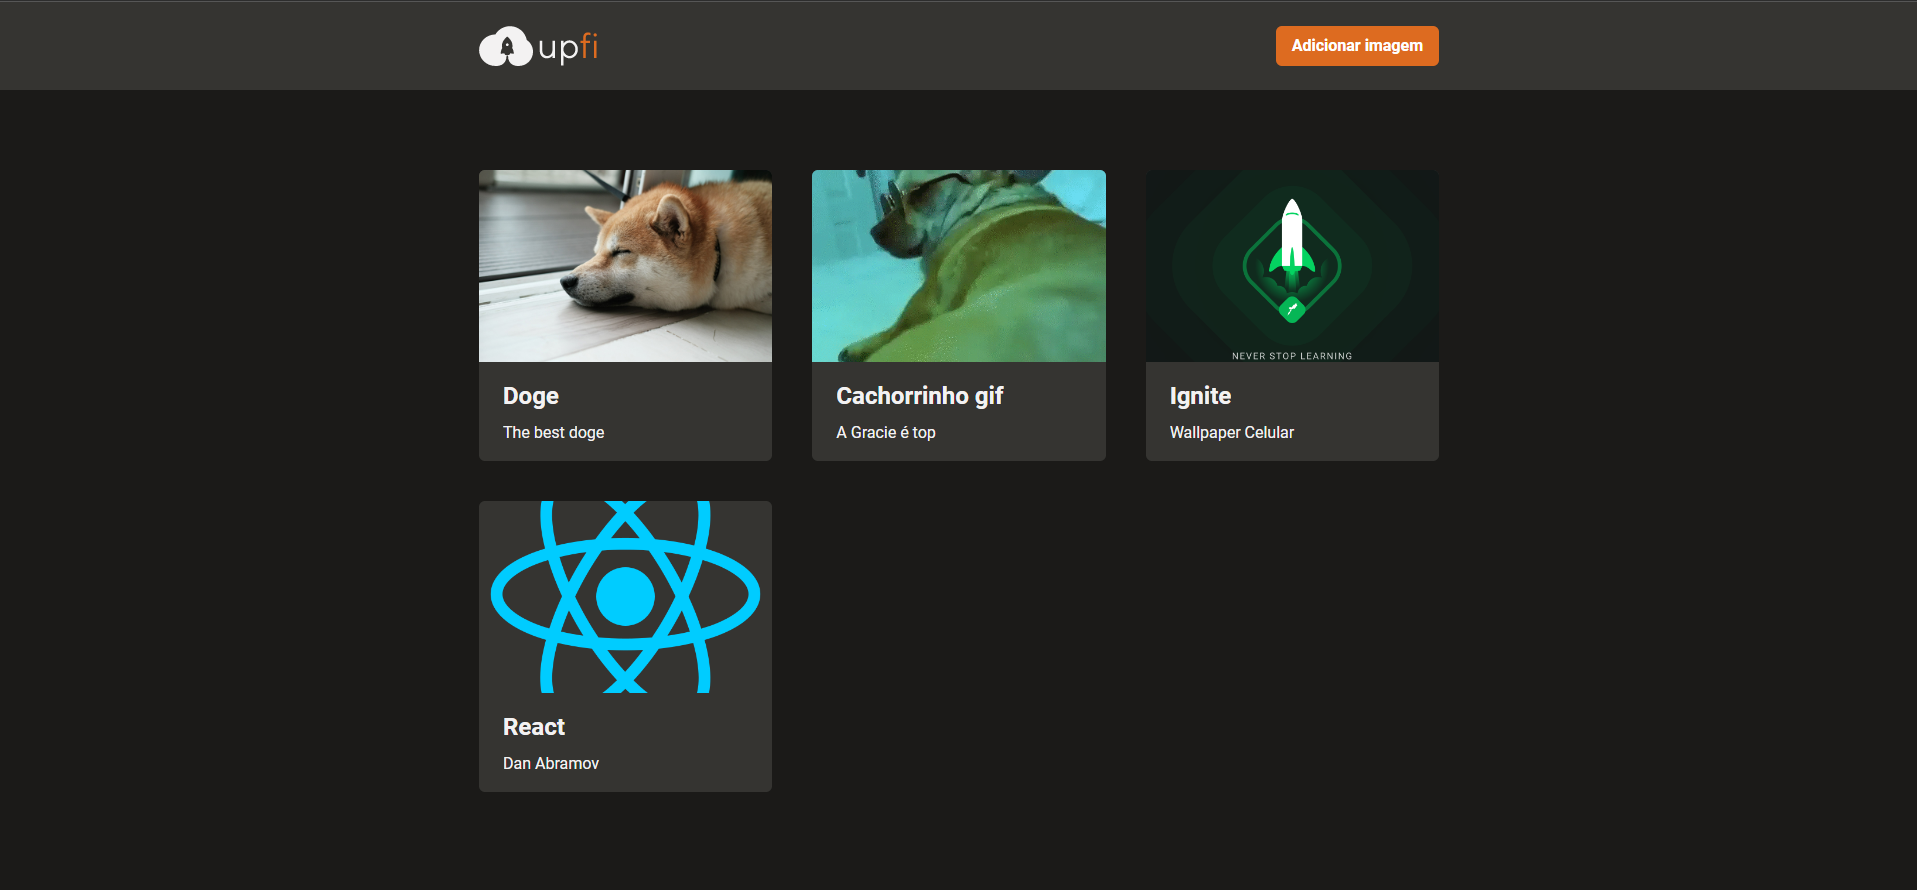 upfi
Adicionar imagem
NEVER STOP LEARNING
Doge
The best doge
Cachorrinho gif
A Gracie é top
Ignite
Wallpaper Celular
React
Dan Abramov